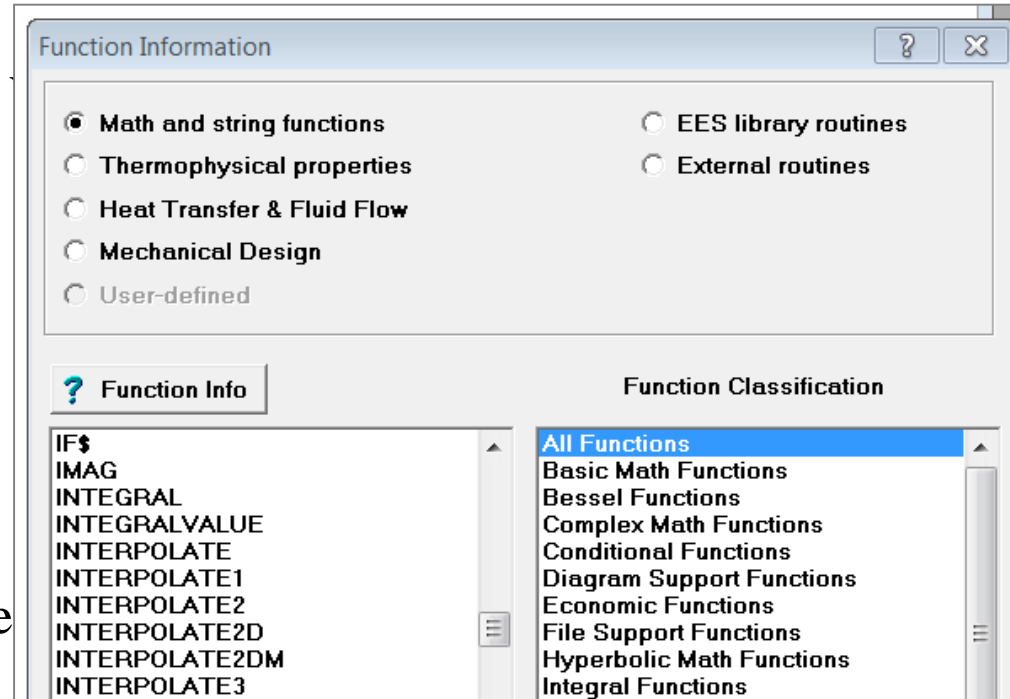 Function Information
Math and string functions
EES library routines
Thermophysical properties
External routines
Heat Transfer & Fluid Flow
Mechanical Design
User-defined
? Function Info
Function Classification
IF$
IMAG
INTEGRAL
INTEGRALVALUE
INTERPOLATE
INTERPOLATE1
INTERPOLATE2
INTERPOLATE2D
INTERPOLATE2DM
INTERPOLATE3
All Functions
Basic Math Functions
Bessel Functions
Complex Math Functions
Conditional Functions
Diagram Support Functions
Economic Functions
File Support Functions
Hyperbolic Math Functions
Integral Functions
e